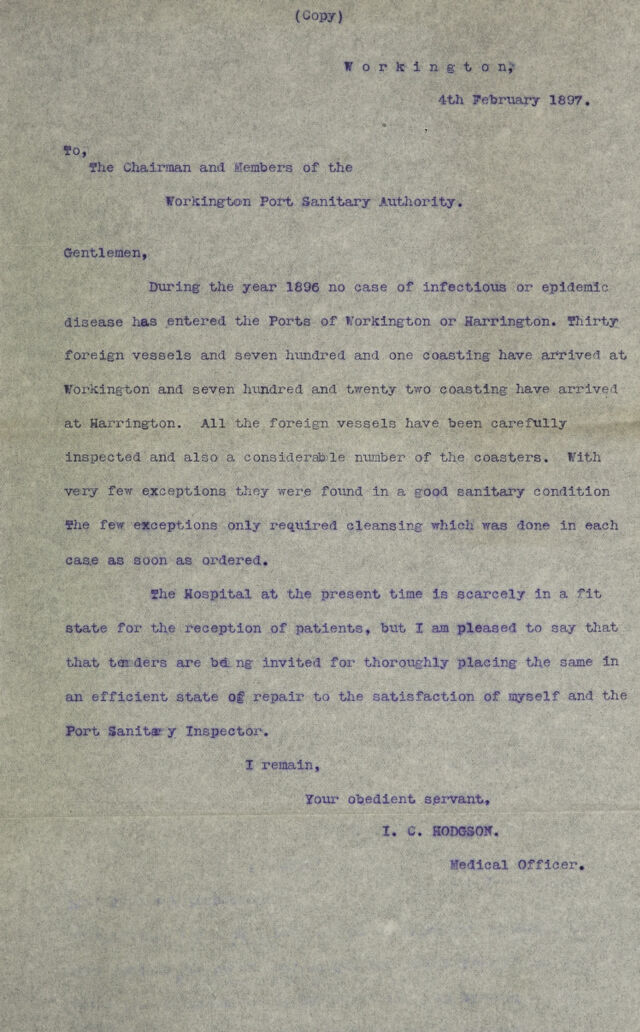 (Copy)
Workington,
4th February 1897.
To,
The Chairman and Members of the
Workington Port Sanitary Authority.
Gentlemen,
During the year 1896 no case of infectious or epidemic
disease has entered the Ports of Workington or Harrington. Thirty
foreign vessels and seven hundred and one coasting have arrived at
Workington and seven hundred and twenty two coasting have arrived
at Harrington. All the foreign vessels have been carefully
inspected and also a considerable number of the coasters. With
very few exceptions they were found in a good sanitary condition
The few exceptions only required cleansing which was done in each
case as soon as ordered.
The Hospital at the present time is scarcely in a fit
state for the reception of patients, but I am pleased to say that
that tenders are being invited for thoroughly placing the same in
an efficient state of repair to the satisfaction of myself and the
Port Sanitary Inspector.
I remain,
Your obedient servant,
I. C. HODGSON.
Medical Officer.